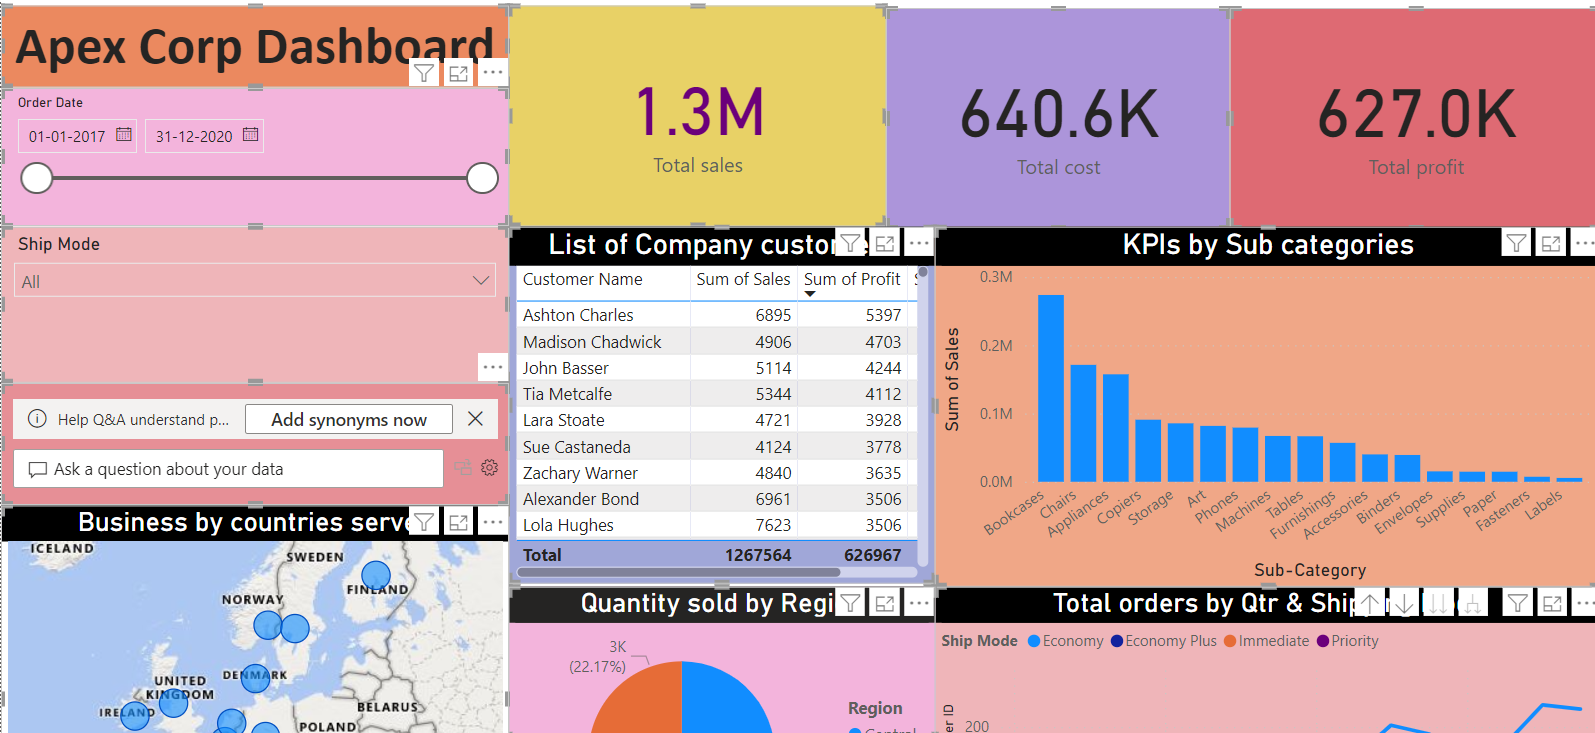 Apex Corp Dashboard
Order Date
01-01-2017
31-12-2020
Ship Mode
All
Help Q&A understand p...
Add synonyms now
Ask a question about your data
1.3M
Total sales
640.6K
Total cost
627.0K
Total profit
List of Company
Customer Name Sum of Sales Sum of Profit
Ashton Charles 6895 5397
Madison Chadwick 4906 4703
John Basser 5114 4244
Tia Metcalfe 5344 4112
Lara Stoate 4721 3928
Sue Castaneda 4124 3778
Zachary Warner 4840 3635
Alexander Bond 6961 3506
Lola Hughes 7623 3506
Total 1267564 626967
KPIs by Sub categories
Sum of Sales
0.3M
0.2M
0.1M
0.0M
Bookcases
Chairs
Appliances
Copiers
Storage
Art
Phones
Machines
Tables
Furnishings
Accessories
Binders
Envelopes
Supplies
Paper
Fasteners
Labels
Sub-Category
Business by countries
ICELAND
SWEDEN
FINLAND
NORWAY
DENMARK
UNITED
KINGDOM
IRELAND
BELARUS
POLAND
Quantity sold by
3K
(22.17%)
Region
Central
Total orders by Qtr &
Ship Mode Economy Economy Plus Immediate Priority
200